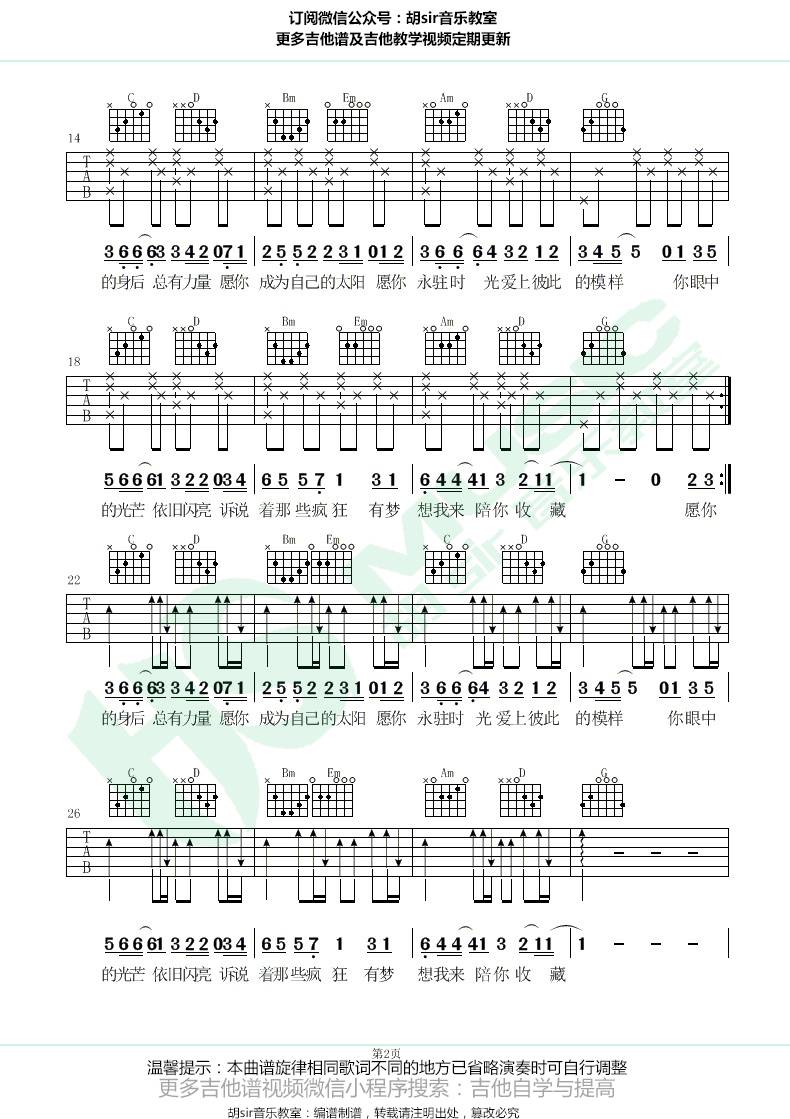 订阅微信公众号：胡sir音乐教室
更多吉他谱及吉他教学视频定期更新
C D Bm Em Am D G
14
T
A
B
3 6 6 6 6 3 3 4 2 0 7 1 | 2 5 5 2 2 3 1 0 1 2 | 3 6 6 6 4 3 2 1 2 | 3 4 5 5 5 0 1 3 5
的身后 总有力量 愿你 成为自己的太阳 愿你 永驻时 光爱上彼此 的模样 你眼中
C D Bm Em Am D G
18
T
A
B
5 6 6 6 6 1 3 2 2 0 3 4 | 6 5 5 7 1 3 1 | 6 4 4 4 4 1 3 2 1 1 | 1 – 0 2 3
的光芒 依旧闪亮 诉说 着那些疯狂 有梦 想我来 陪你收 藏 愿你
C D Bm Em C D G
22
T
A
B
3 6 6 6 6 3 3 4 2 0 7 1 | 2 5 5 2 2 3 1 0 1 2 | 3 6 6 6 4 3 2 1 2 | 3 4 5 5 5 0 1 3 5
的身后 总有力量 愿你 成为自己的太阳 愿你 永驻时 光爱上彼此 的模样 你眼中
C D Bm Em Am D G
26
T
A
B
5 6 6 6 6 1 3 2 2 0 3 4 | 6 5 5 7 1 3 1 | 6 4 4 4 1 3 2 1 1 | 1 – – –
的光芒 依旧闪亮 诉说 着那些疯 狂 有梦 想我来 陪你收 藏
MUSIC
胡sir音乐教室
第2页
温馨提示：本曲谱旋律相同歌词不同的地方已省略演奏时可自行调整
更多吉他谱视频微信小程序搜索：吉他自学与提高
胡sir音乐教室：编谱制谱，转载请注明出处，篡改必究